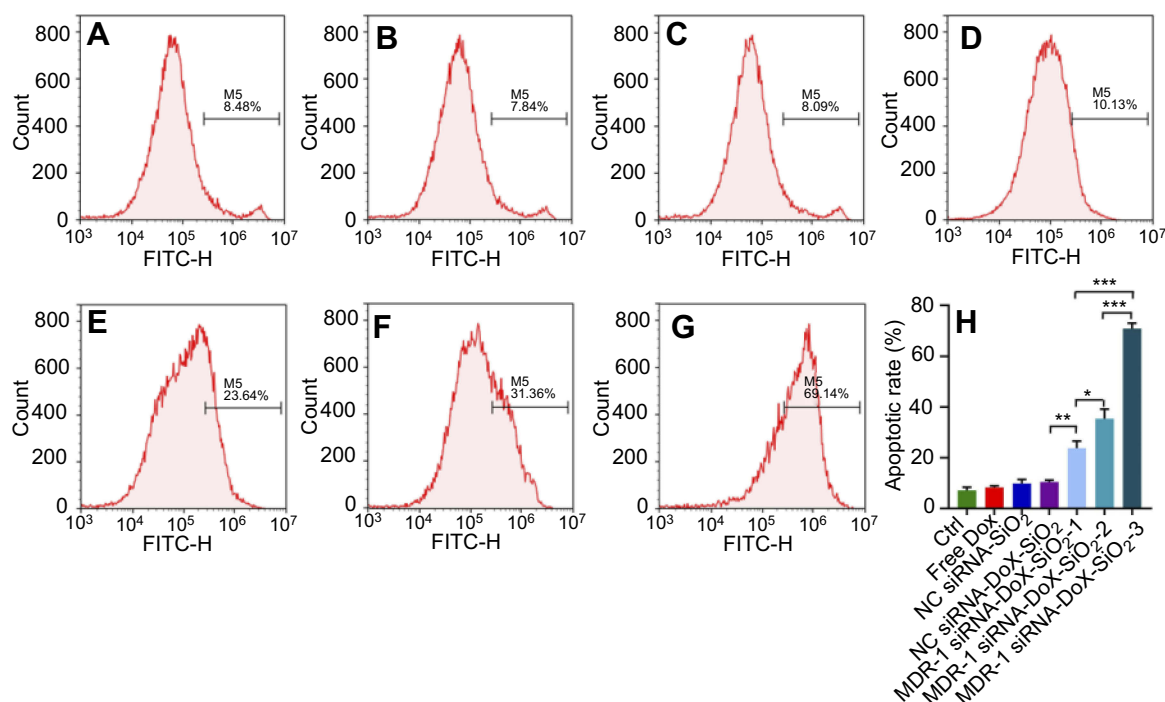 A
800
600
400
200
0
Count
M5
8.48%
10³ 10⁴ 10⁵ 10⁶ 10⁷
FITC-H
B
800
600
400
200
0
Count
M5
7.84%
10³ 10⁴ 10⁵ 10⁶ 10⁷
FITC-H
C
800
600
400
200
0
Count
M5
8.09%
10³ 10⁴ 10⁵ 10⁶ 10⁷
FITC-H
D
800
600
400
200
0
Count
M5
10.13%
10³ 10⁴ 10⁵ 10⁶ 10⁷
FITC-H
E
800
600
400
200
0
Count
M5
23.64%
10³ 10⁴ 10⁵ 10⁶ 10⁷
FITC-H
F
800
600
400
200
0
Count
M5
31.36%
10³ 10⁴ 10⁵ 10⁶ 10⁷
FITC-H
G
800
600
400
200
0
Count
M5
69.14%
10³ 10⁴ 10⁵ 10⁶ 10⁷
FITC-H
H
80
60
40
20
0
Apoptotic rate (%)
***
***
*
**
Ctrl
Free Dox
NC siRNA-SiO₂
NC siRNA-DoX-SiO₂
MDR-1 siRNA-DoX-SiO₂-1
MDR-1 siRNA-DoX-SiO₂-2
MDR-1 siRNA-DoX-SiO₂-3